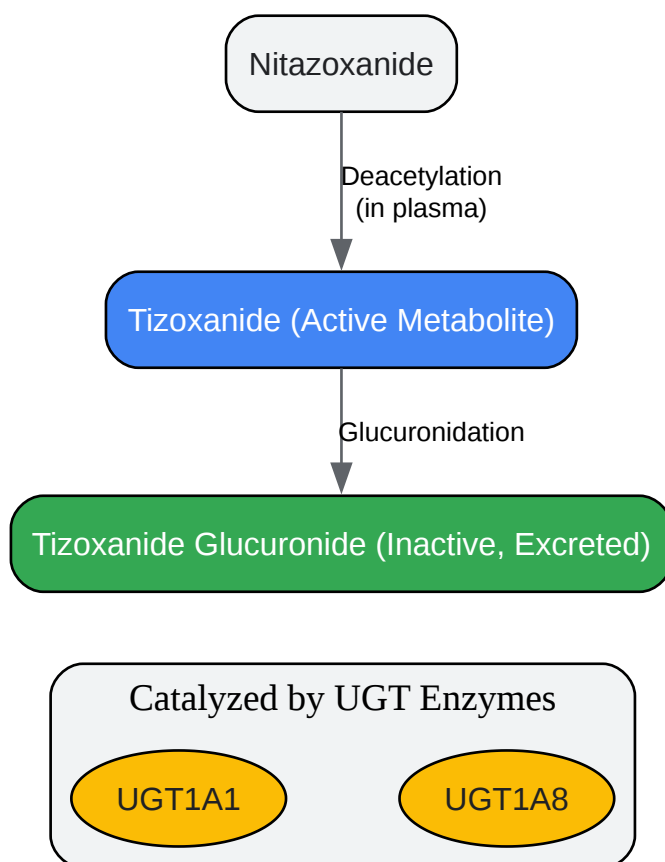 Nitazoxanide
Deacetylation
(in plasma)
Tizoxanide (Active Metabolite)
Glucuronidation
Tizoxanide Glucuronide (Inactive, Excreted)
Catalyzed by UGT Enzymes
UGT1A1
UGT1A8